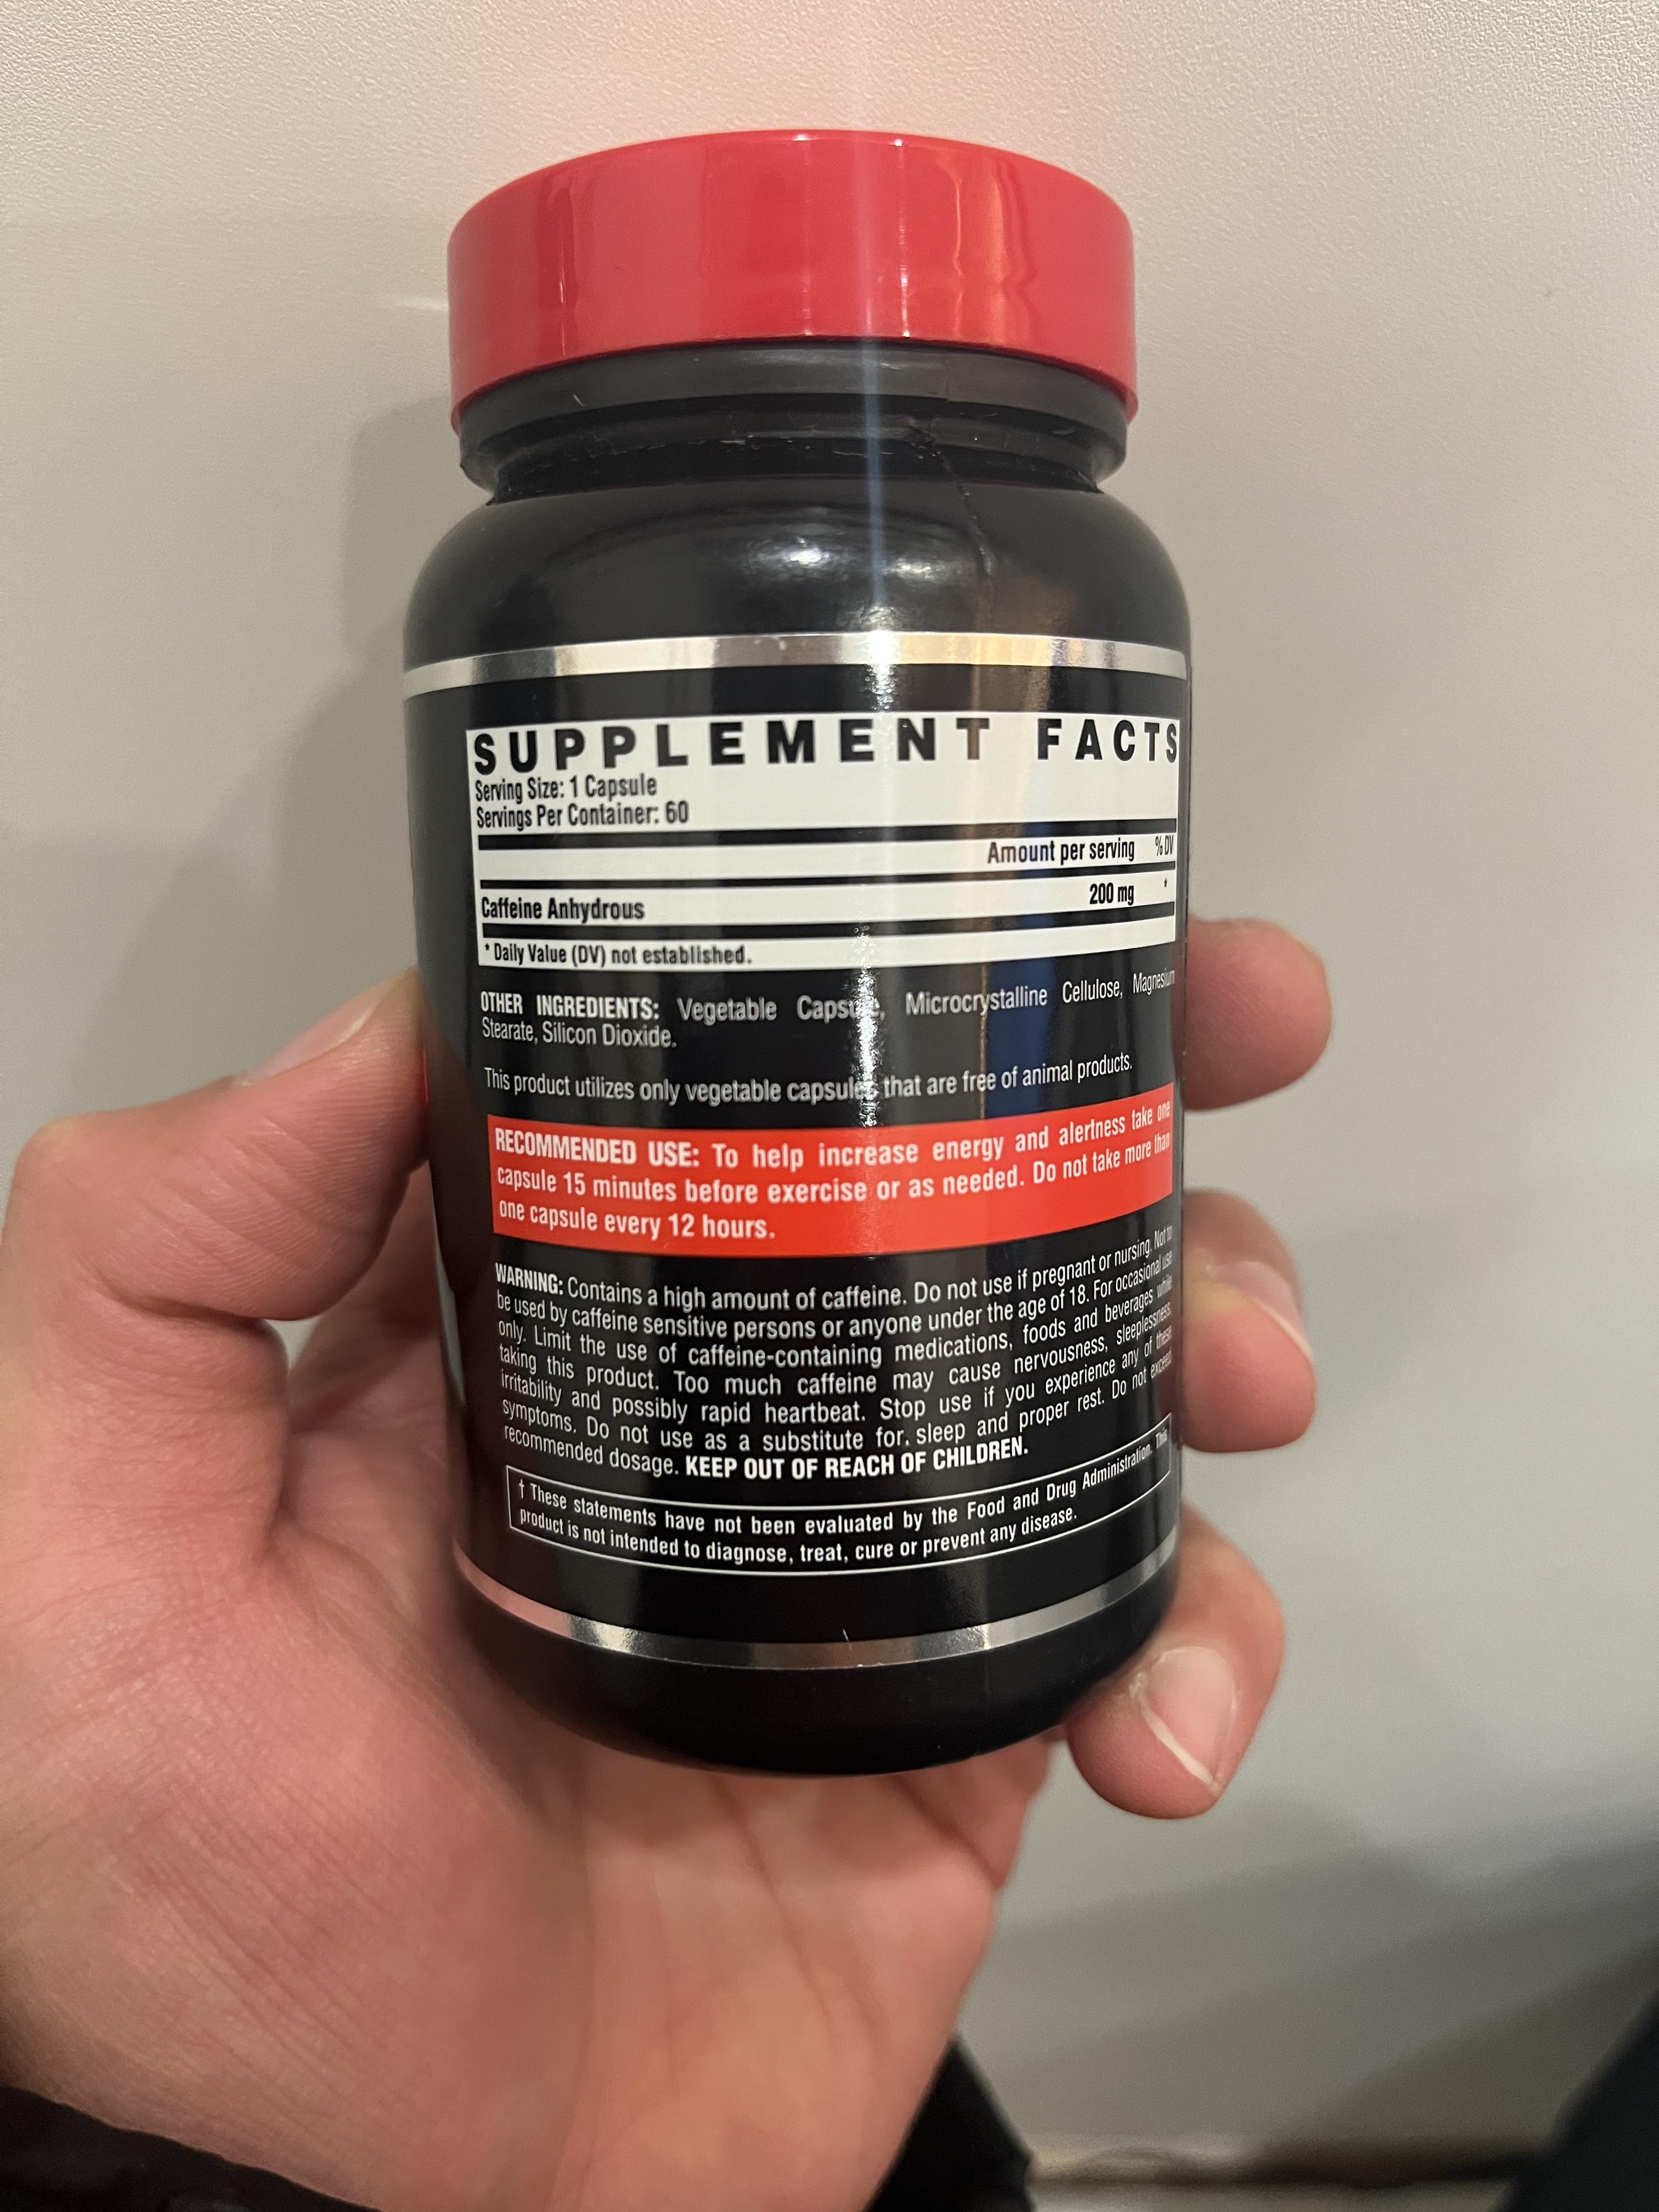 SUPPLEMENT FACTS
Serving Size: 1 Capsule
Servings Per Container: 60
Amount per serving % DV
Caffeine Anhydrous 200 mg *
* Daily Value (DV) not established.
OTHER INGREDIENTS: Vegetable Capsule, Microcrystalline Cellulose, Magnesium
Stearate, Silicon Dioxide.
This product utilizes only vegetable capsules that are free of animal products.
RECOMMENDED USE: To help increase energy and alertness take one
capsule 15 minutes before exercise or as needed. Do not take more than
one capsule every 12 hours.
WARNING: Contains a high amount of caffeine. Do not use if pregnant or nursing. Not to
be used by caffeine sensitive persons or anyone under the age of 18. For occasional use
only. Limit the use of caffeine-containing medications, foods and beverages while
taking this product. Too much caffeine may cause nervousness, sleeplessness,
irritability and possibly rapid heartbeat. Stop use if you experience any of these
symptoms. Do not use as a substitute for. sleep and proper rest. Do not exceed
recommended dosage. KEEP OUT OF REACH OF CHILDREN.
† These statements have not been evaluated by the Food and Drug Administration. This
product is not intended to diagnose, treat, cure or prevent any disease.